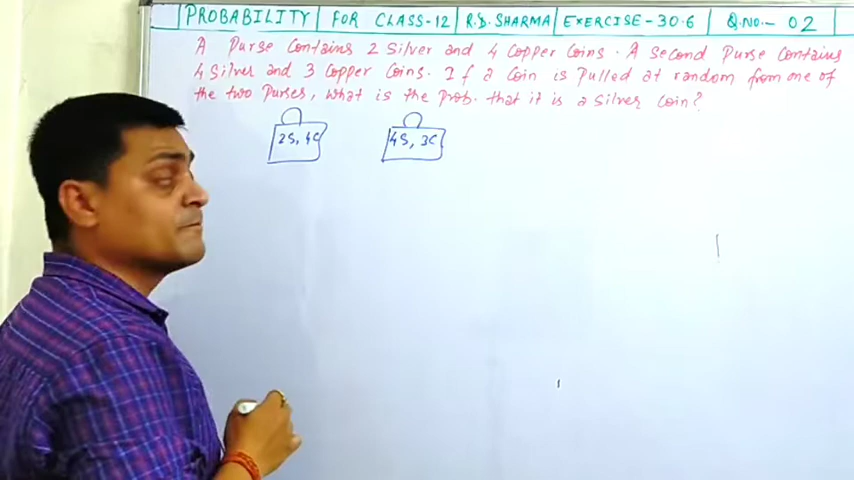 PROBABILITY FOR CLASS-12 R.D. SHARMA EXERCISE-30.6 Q.NO.- 02
A Purse Contains 2 Silver and 4 Copper Coins. A second Purse contains
4 Silver and 3 Copper Coins. If a Coin is Pulled at random from one of
the two Purses, what is the Prob. that it is a silver Coin?
2S, 4C 4S, 3C